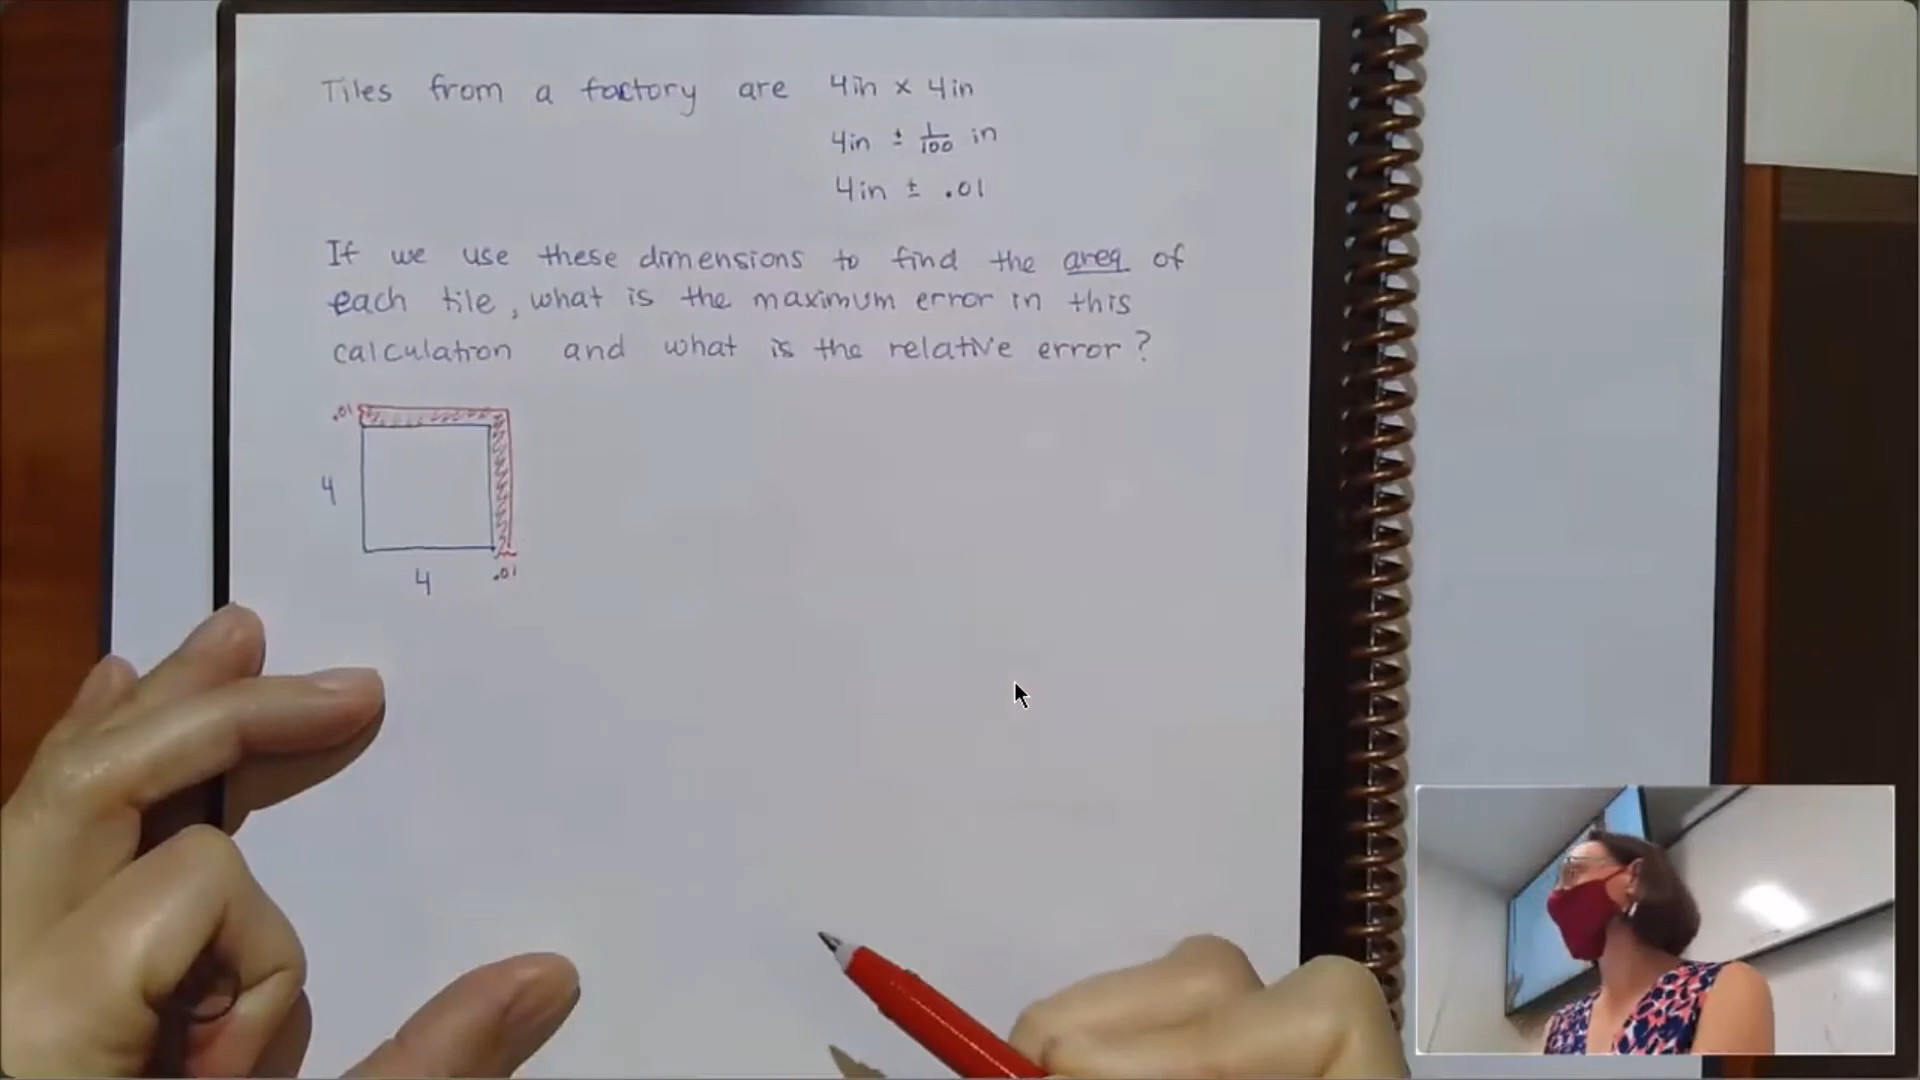 Tiles from a factory are 4in x 4in
4in ± 1/100 in
4in ± .01
If we use these dimensions to find the area of
each tile, what is the maximum error in this
calculation and what is the relative error?
.01
4
4 .01